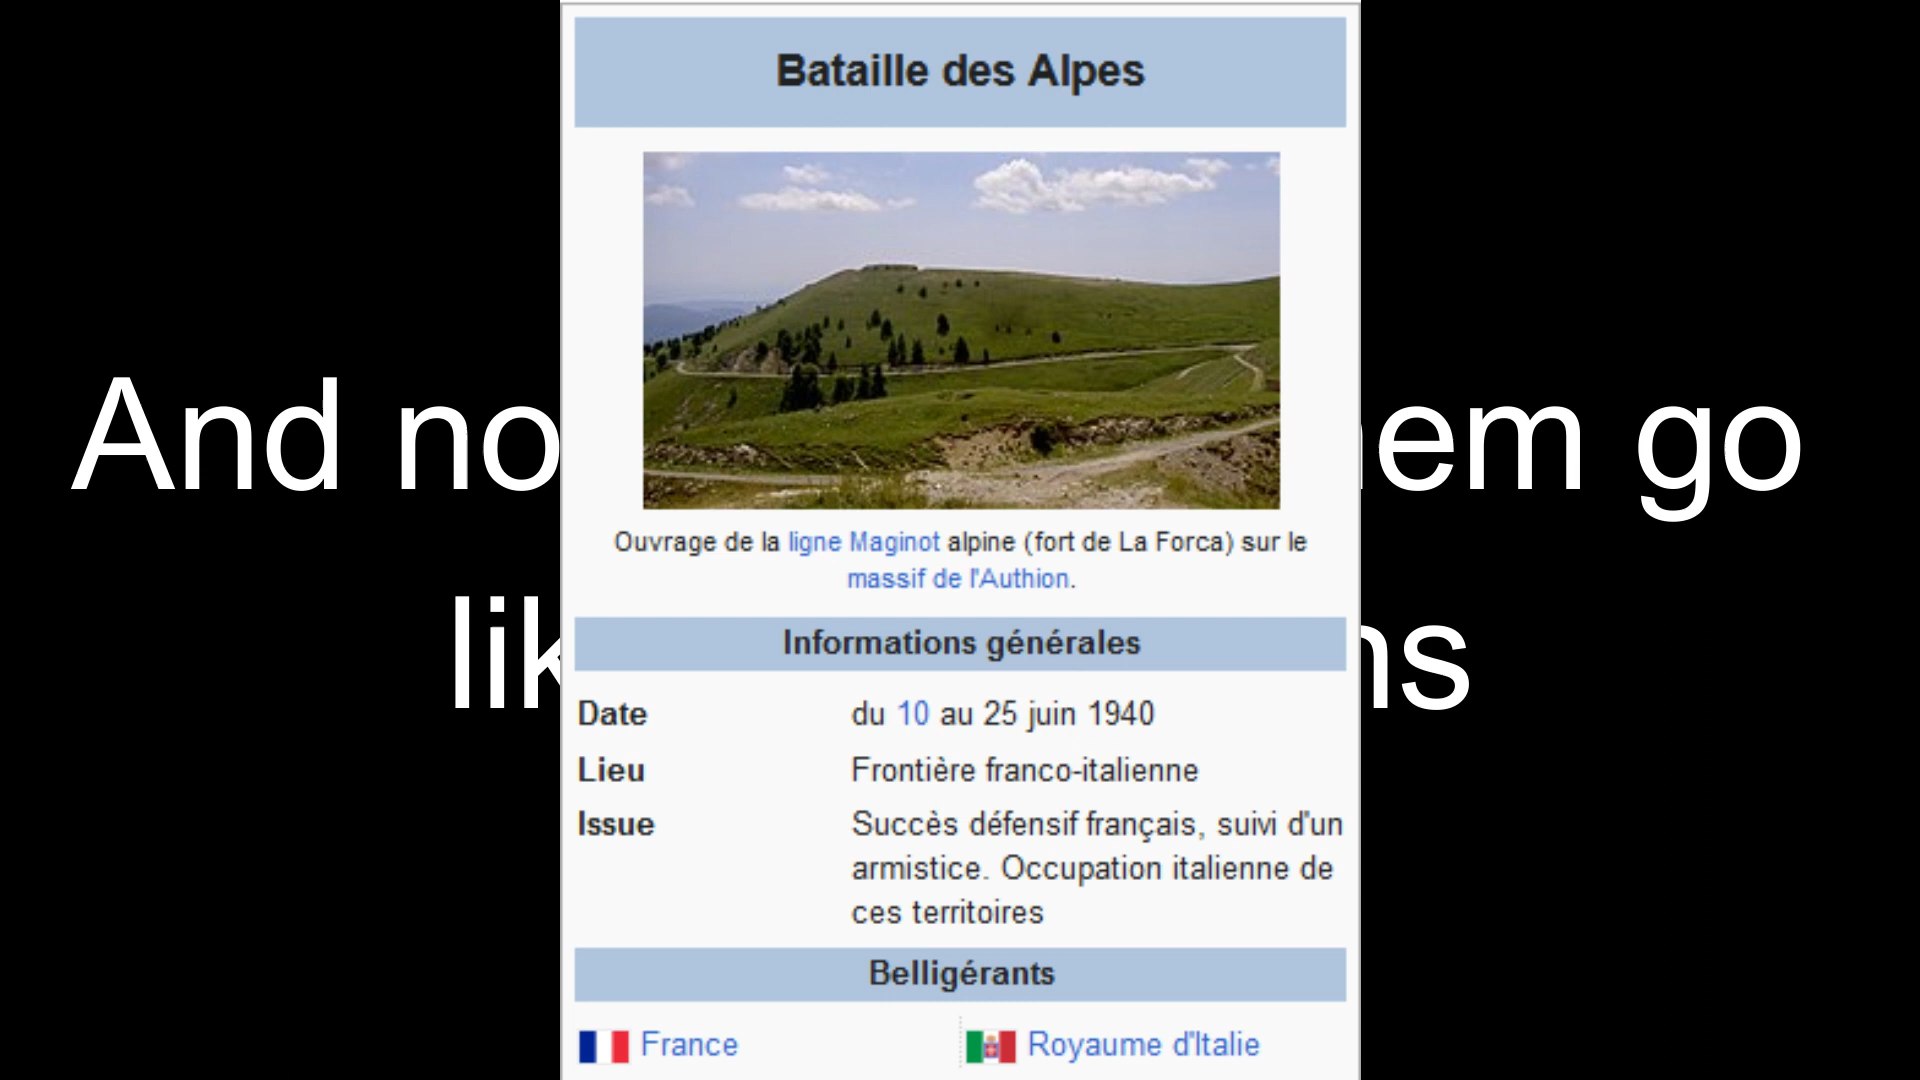 Bataille des Alpes
And no em go
Ouvrage de la ligne Maginot alpine (fort de La Forca) sur le
massif de l'Authion.
Informations générales
Date du 10 au 25 juin 1940
Lieu Frontière franco-italienne
Issue Succès défensif français, suivi d'un
armistice. Occupation italienne de
ces territoires
Belligérants
France Royaume d'Italie